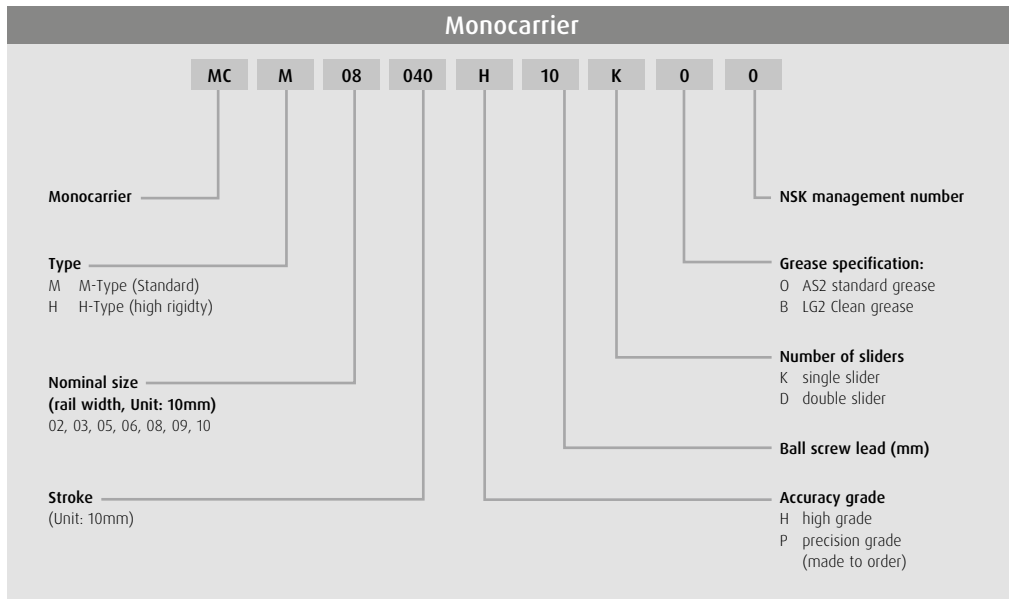 Monocarrier
MC M 08 040 H 10 K 0 0
Monocarrier
NSK management number
Type
M M-Type (Standard)
H H-Type (high rigidty)
Grease specification:
0 AS2 standard grease
B LG2 Clean grease
Number of sliders
K single slider
D double slider
Nominal size
(rail width, Unit: 10mm)
02, 03, 05, 06, 08, 09, 10
Ball screw lead (mm)
Stroke
(Unit: 10mm)
Accuracy grade
H high grade
P precision grade
(made to order)